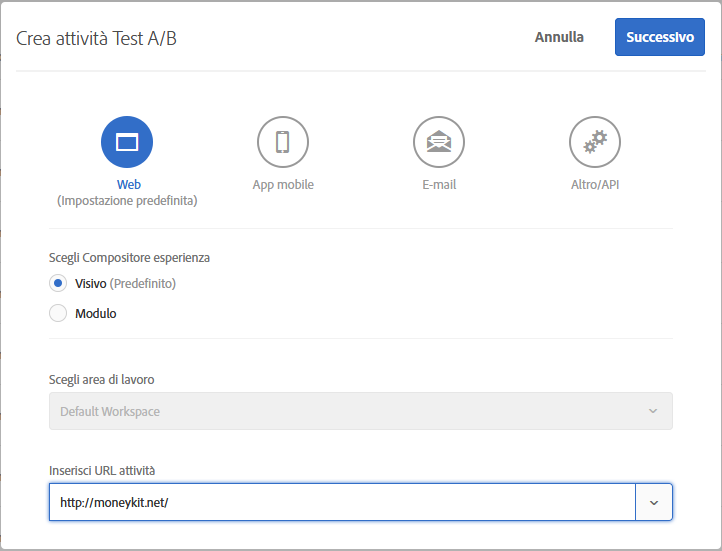 Crea attività Test A/B
Annulla
Successivo
Web
(Impostazione predefinita)
App mobile
E-mail
Altro/API
Scegli Compositore esperienza
Visivo (Predefinito)
Modulo
Scegli area di lavoro
Default Workspace
Inserisci URL attività
http://moneykit.net/